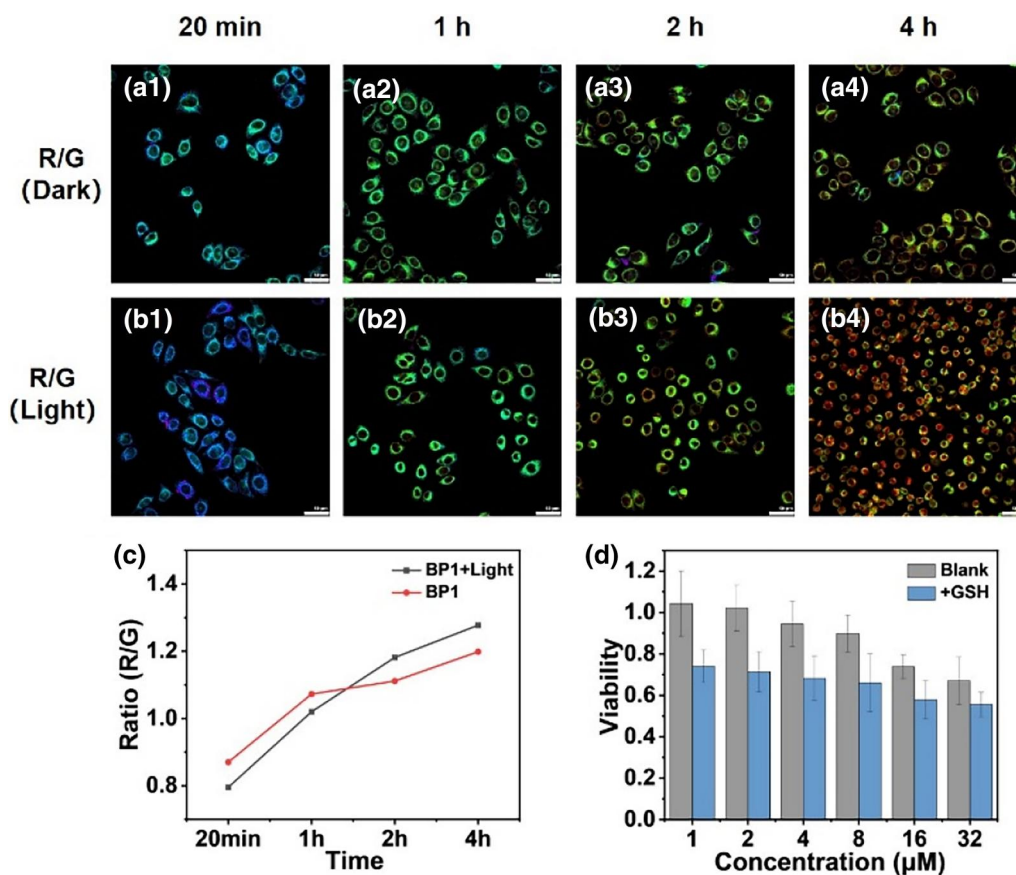 20 min 1 h 2 h 4 h
R/G
(Dark)
(a1) (a2) (a3) (a4)
R/G
(Light)
(b1) (b2) (b3) (b4)
(c)
BP1+Light
BP1
Ratio (R/G)
1.4
1.2
1.0
0.8
20min 1h 2h 4h
Time
(d)
Blank
+GSH
Viability
1.2
1.0
0.8
0.6
0.4
0.2
0.0
1 2 4 8 16 32
Concentration (μM)